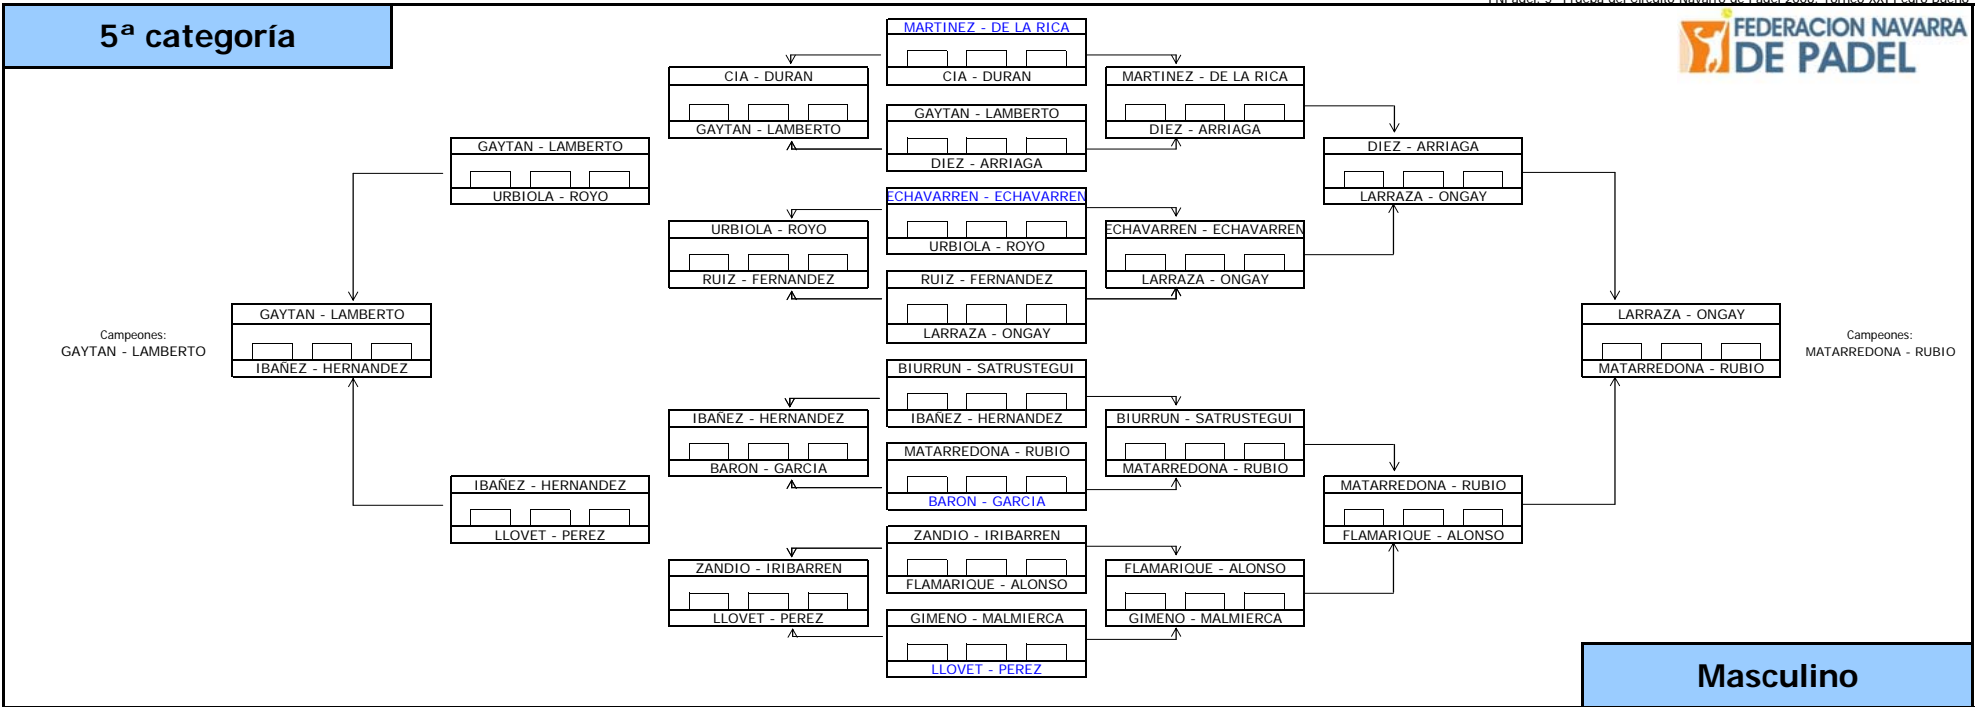 5ª categoría
FEDERACION NAVARRA
DE PADEL
MARTINEZ - DE LA RICA
CIA - DURAN
GAYTAN - LAMBERTO
DIEZ - ARRIAGA
ECHAVARREN - ECHAVARREN
URBIOLA - ROYO
RUIZ - FERNANDEZ
LARRAZA - ONGAY
BIURRUN - SATRUSTEGUI
IBAÑEZ - HERNANDEZ
MATARREDONA - RUBIO
BARON - GARCIA
ZANDIO - IRIBARREN
FLAMARIQUE - ALONSO
GIMENO - MALMIERCA
LLOVET - PEREZ
CIA - DURAN
GAYTAN - LAMBERTO
URBIOLA - ROYO
RUIZ - FERNANDEZ
IBAÑEZ - HERNANDEZ
BARON - GARCIA
ZANDIO - IRIBARREN
LLOVET - PEREZ
GAYTAN - LAMBERTO
URBIOLA - ROYO
IBAÑEZ - HERNANDEZ
LLOVET - PEREZ
GAYTAN - LAMBERTO
IBAÑEZ - HERNANDEZ
Campeones:
GAYTAN - LAMBERTO
MARTINEZ - DE LA RICA
DIEZ - ARRIAGA
ECHAVARREN - ECHAVARREN
LARRAZA - ONGAY
BIURRUN - SATRUSTEGUI
MATARREDONA - RUBIO
FLAMARIQUE - ALONSO
GIMENO - MALMIERCA
DIEZ - ARRIAGA
LARRAZA - ONGAY
MATARREDONA - RUBIO
FLAMARIQUE - ALONSO
LARRAZA - ONGAY
MATARREDONA - RUBIO
Campeones:
MATARREDONA - RUBIO
Masculino